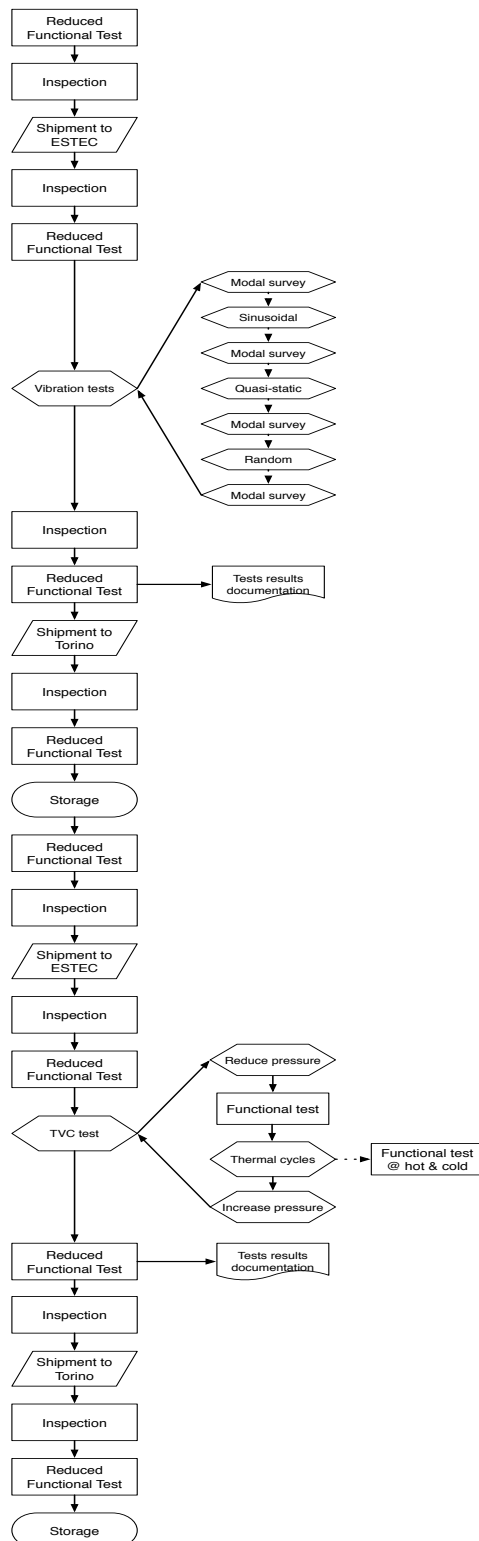 Reduced
Functional Test
Inspection
Shipment to
ESTEC
Inspection
Reduced
Functional Test
Modal survey
Sinusoidal
Modal survey
Vibration tests
Quasi-static
Modal survey
Random
Modal survey
Inspection
Reduced
Functional Test
Tests results
documentation
Shipment to
Torino
Inspection
Reduced
Functional Test
Storage
Reduced
Functional Test
Inspection
Shipment to
ESTEC
Inspection
Reduced
Functional Test
Reduce pressure
Functional test
TVC test
Thermal cycles
Functional test
@ hot & cold
Increase pressure
Reduced
Functional Test
Tests results
documentation
Inspection
Shipment to
Torino
Inspection
Reduced
Functional Test
Storage